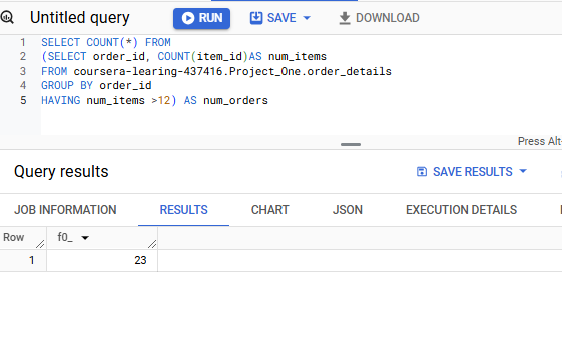 Untitled query RUN SAVE DOWNLOAD
1 SELECT COUNT(*) FROM
2 (SELECT order_id, COUNT(item_id)AS num_items
3 FROM coursera-learing-437416.Project_One.order_details
4 GROUP BY order_id
5 HAVING num_items >12) AS num_orders
Press Alt
Query results SAVE RESULTS
JOB INFORMATION RESULTS CHART JSON EXECUTION DETAILS
Row f0_
1 23